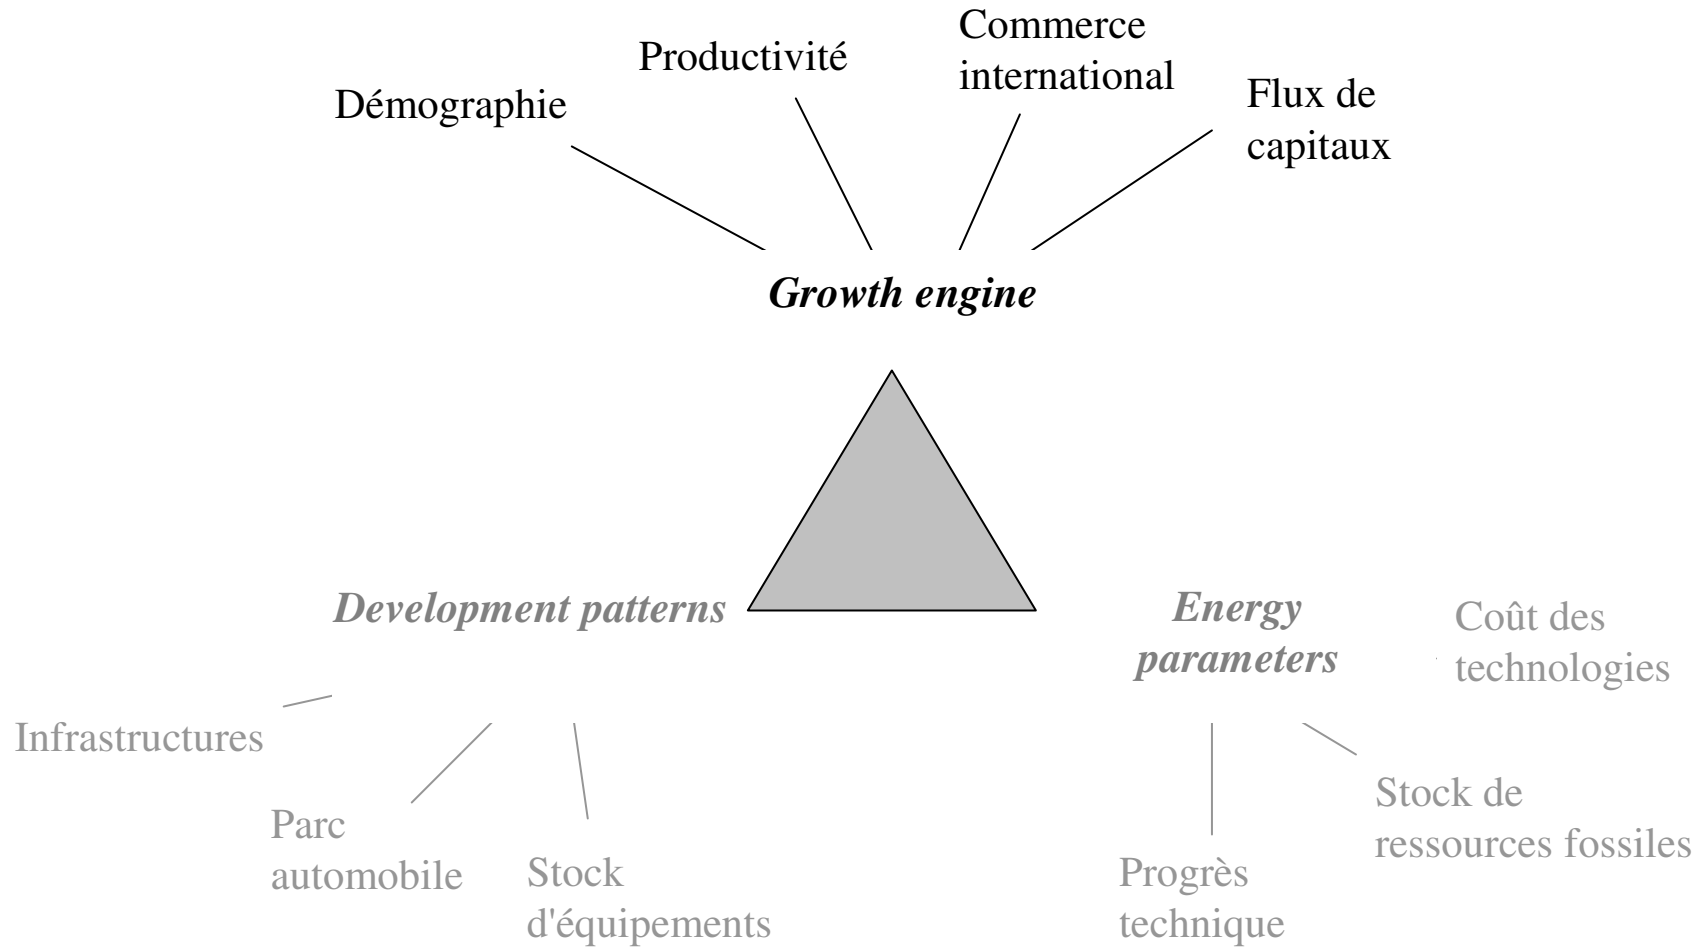 Commerce
international
Productivité
Flux de
capitaux
Démographie
Growth engine
Development patterns
Energy
parameters
Coût des
technologies
Infrastructures
Parc
automobile
Stock
d'équipements
Stock de
ressources fossiles
Progrès
technique